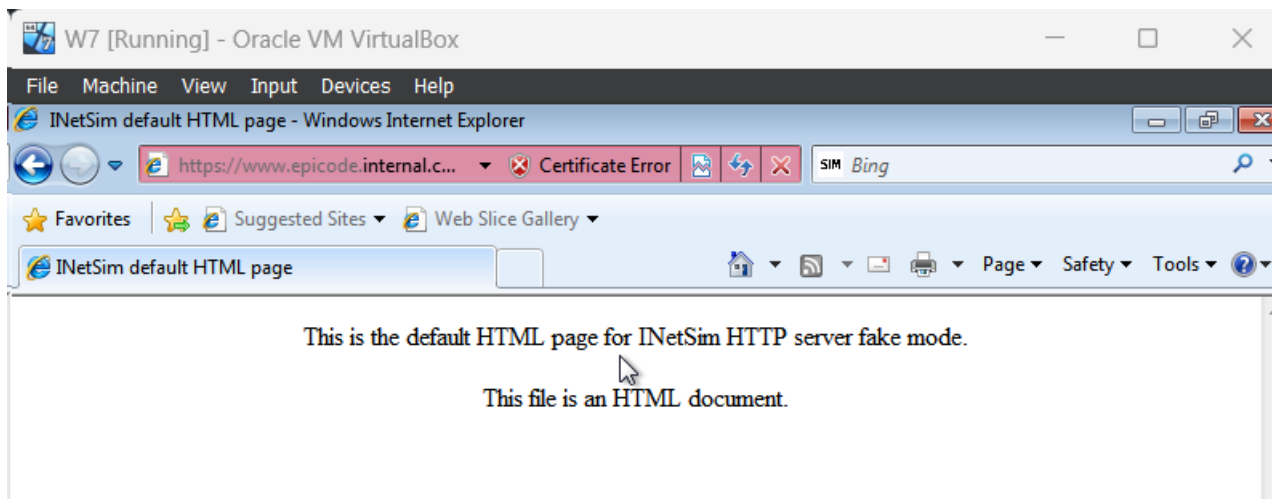 W7 [Running] - Oracle VM VirtualBox
File Machine View Input Devices Help
INetSim default HTML page - Windows Internet Explorer
https://www.epicode.internal.c... Certificate Error SIM Bing
Favorites Suggested Sites Web Slice Gallery
INetSim default HTML page Page Safety Tools
This is the default HTML page for INetSim HTTP server fake mode.
This file is an HTML document.